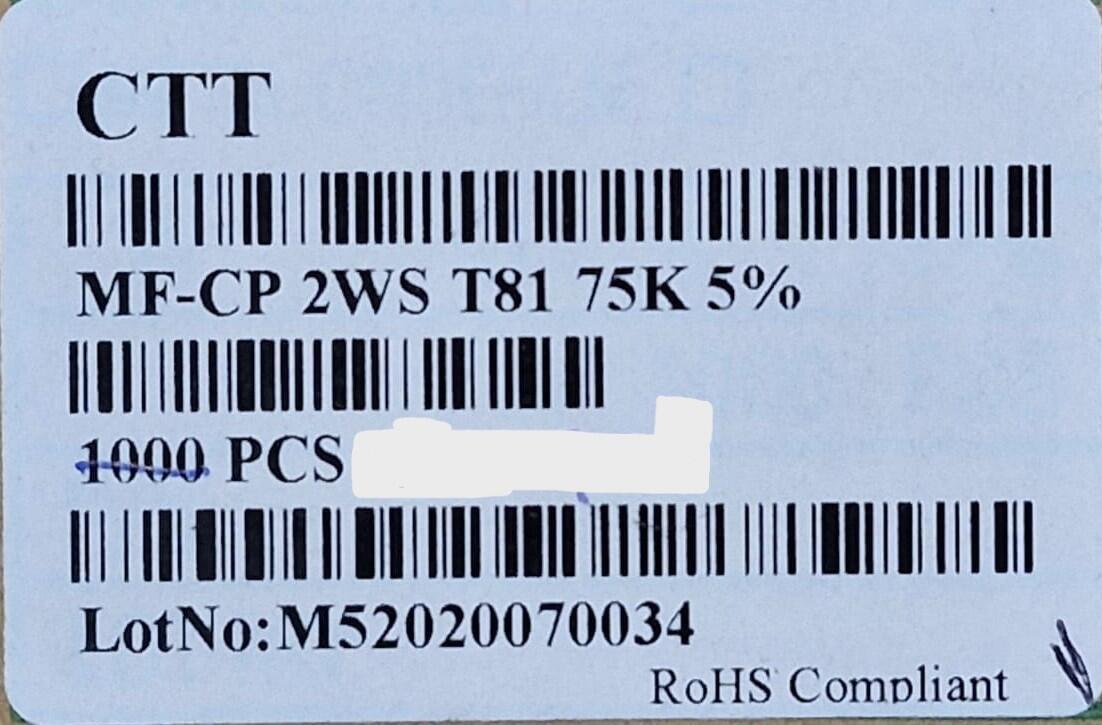 CTT
MF-CP 2WS T81 75K 5%
1000 PCS
LotNo:M52020070034
RoHS Compliant